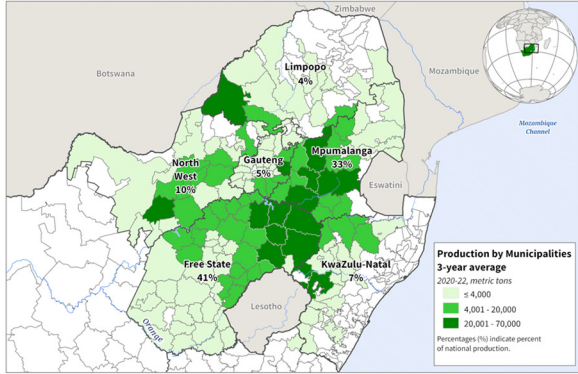 Zimbabwe
Limpopo
4%
Botswana
Mozambique
Mozambique
Channel
Mpumalanga
33%
Gauteng
5%
North
West
10%
Eswatini
Free State
41%
KwaZulu-Natal
7%
Lesotho
Orange
Production by Municipalities
3-year average
2020-22, metric tons
≤ 4,000
4,001 - 20,000
20,001 - 70,000
Percentages (%) indicate percent
of national production.